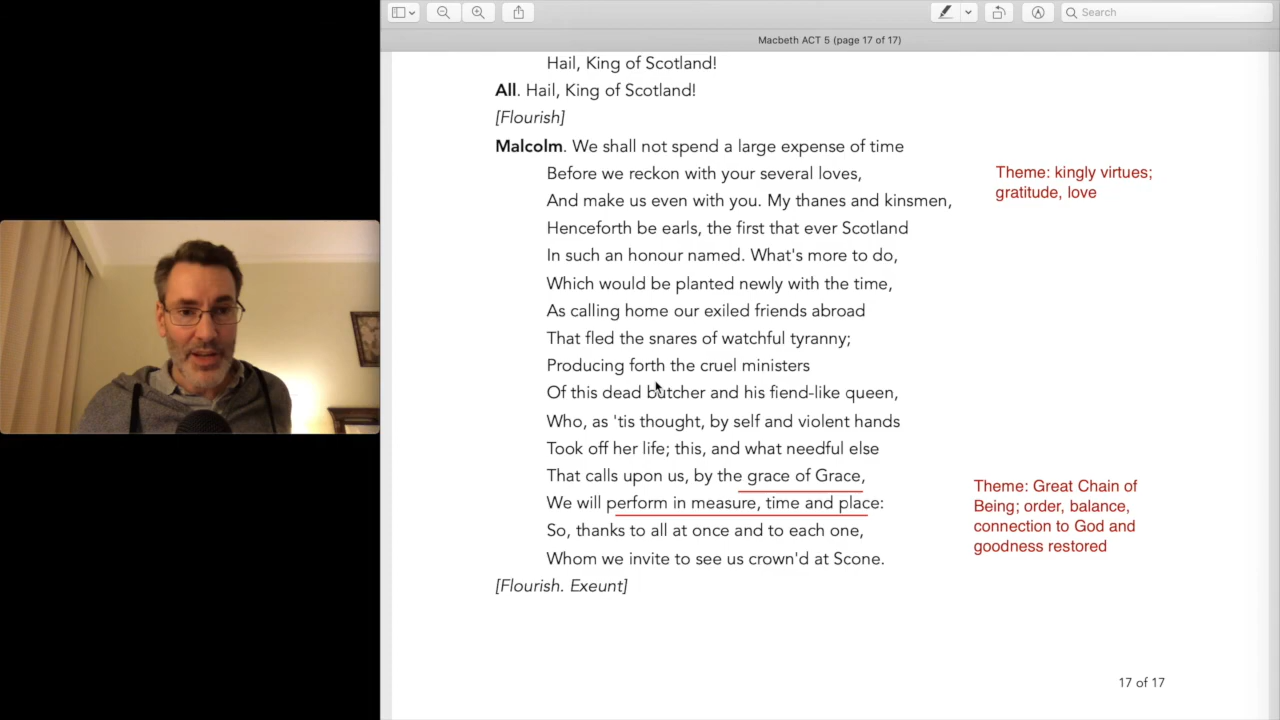 Search
Macbeth ACT 5 (page 17 of 17)
Hail, King of Scotland!
All. Hail, King of Scotland!
[Flourish]
Malcolm. We shall not spend a large expense of time
Before we reckon with your several loves,
And make us even with you. My thanes and kinsmen,
Henceforth be earls, the first that ever Scotland
In such an honour named. What's more to do,
Which would be planted newly with the time,
As calling home our exiled friends abroad
That fled the snares of watchful tyranny;
Producing forth the cruel ministers
Of this dead butcher and his fiend-like queen,
Who, as 'tis thought, by self and violent hands
Took off her life; this, and what needful else
That calls upon us, by the grace of Grace,
We will perform in measure, time and place:
So, thanks to all at once and to each one,
Whom we invite to see us crown'd at Scone.
[Flourish. Exeunt]
Theme: kingly virtues;
gratitude, love
Theme: Great Chain of
Being; order, balance,
connection to God and
goodness restored
17 of 17